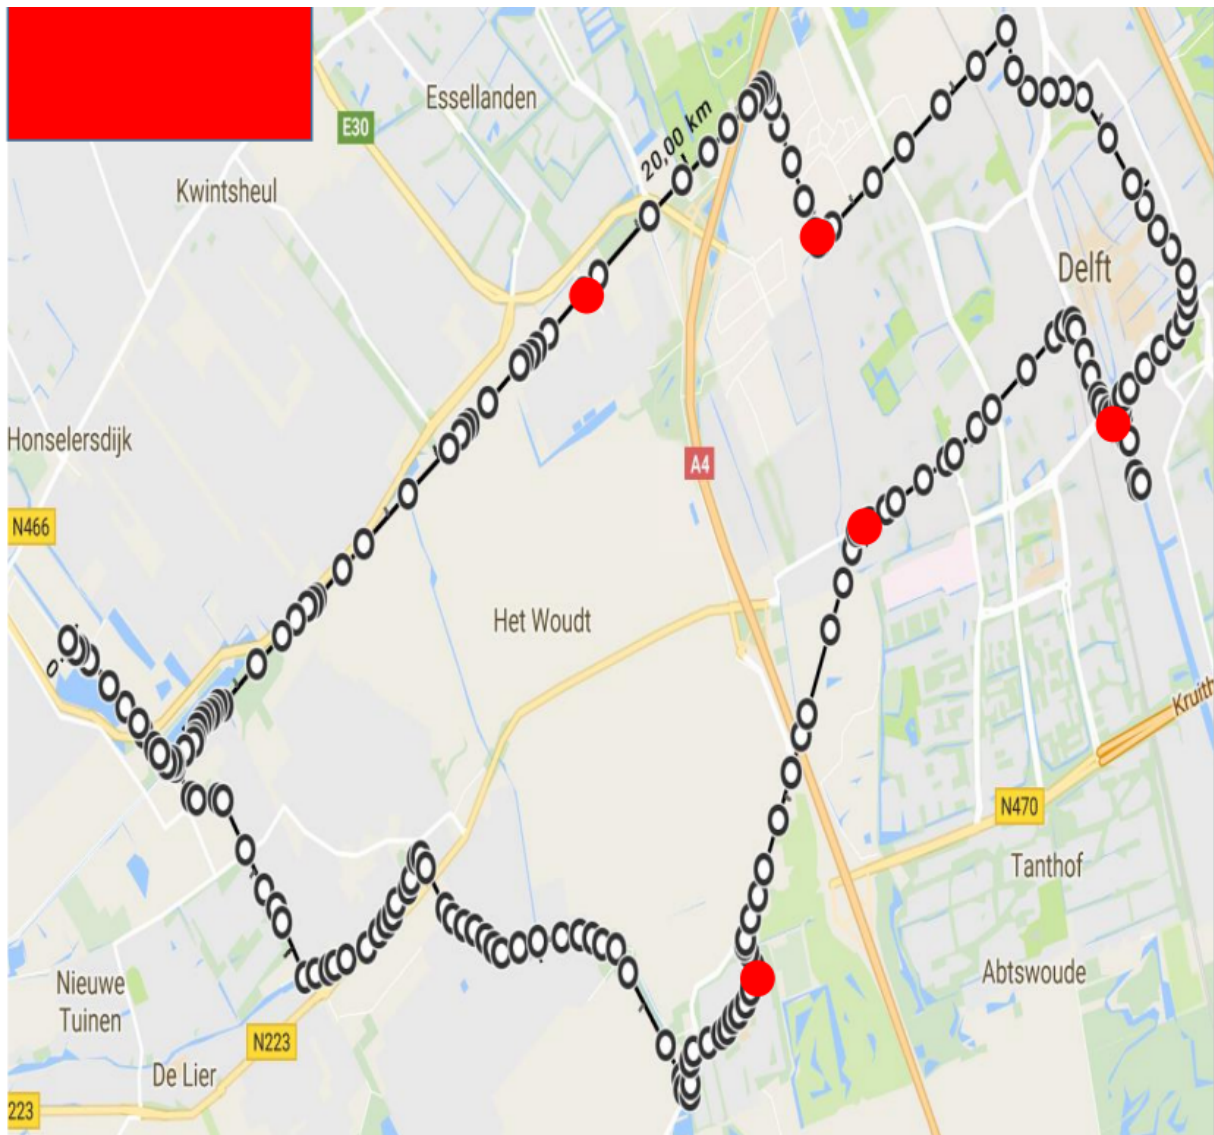 Essellanden
E30
20,00 km
Kwintsheul
Delft
Honselersdijk
A4
N466
Het Woudt
0
Kruith
N470
Tanthof
Abtswoude
Nieuwe
Tuinen
N223
De Lier
223